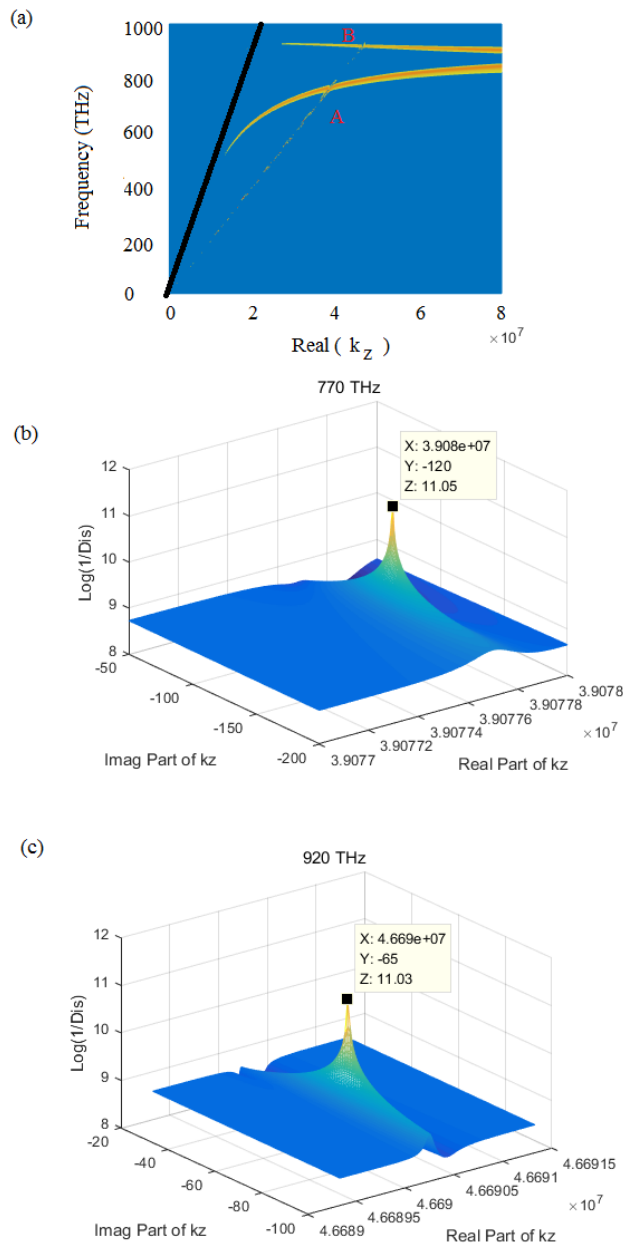 (a)
1000
800
600
400
200
0
Frequency (THz)
B
A
0 2 4 6 8
× 10^7
Real ( k_z )
770 THz
(b)
X: 3.908e+07
Y: -120
Z: 11.05
12
11
10
9
8
Log(1/Dis)
-50
-100
-150
-200
Imag Part of kz
3.9077
3.90772
3.90774
3.90776
3.90778
3.9078
× 10^7
Real Part of kz
(c)
920 THz
X: 4.669e+07
Y: -65
Z: 11.03
12
11
10
9
8
Log(1/Dis)
-20
-40
-60
-80
-100
Imag Part of kz
4.6689
4.66895
4.669
4.66905
4.6691
4.66915
× 10^7
Real Part of kz